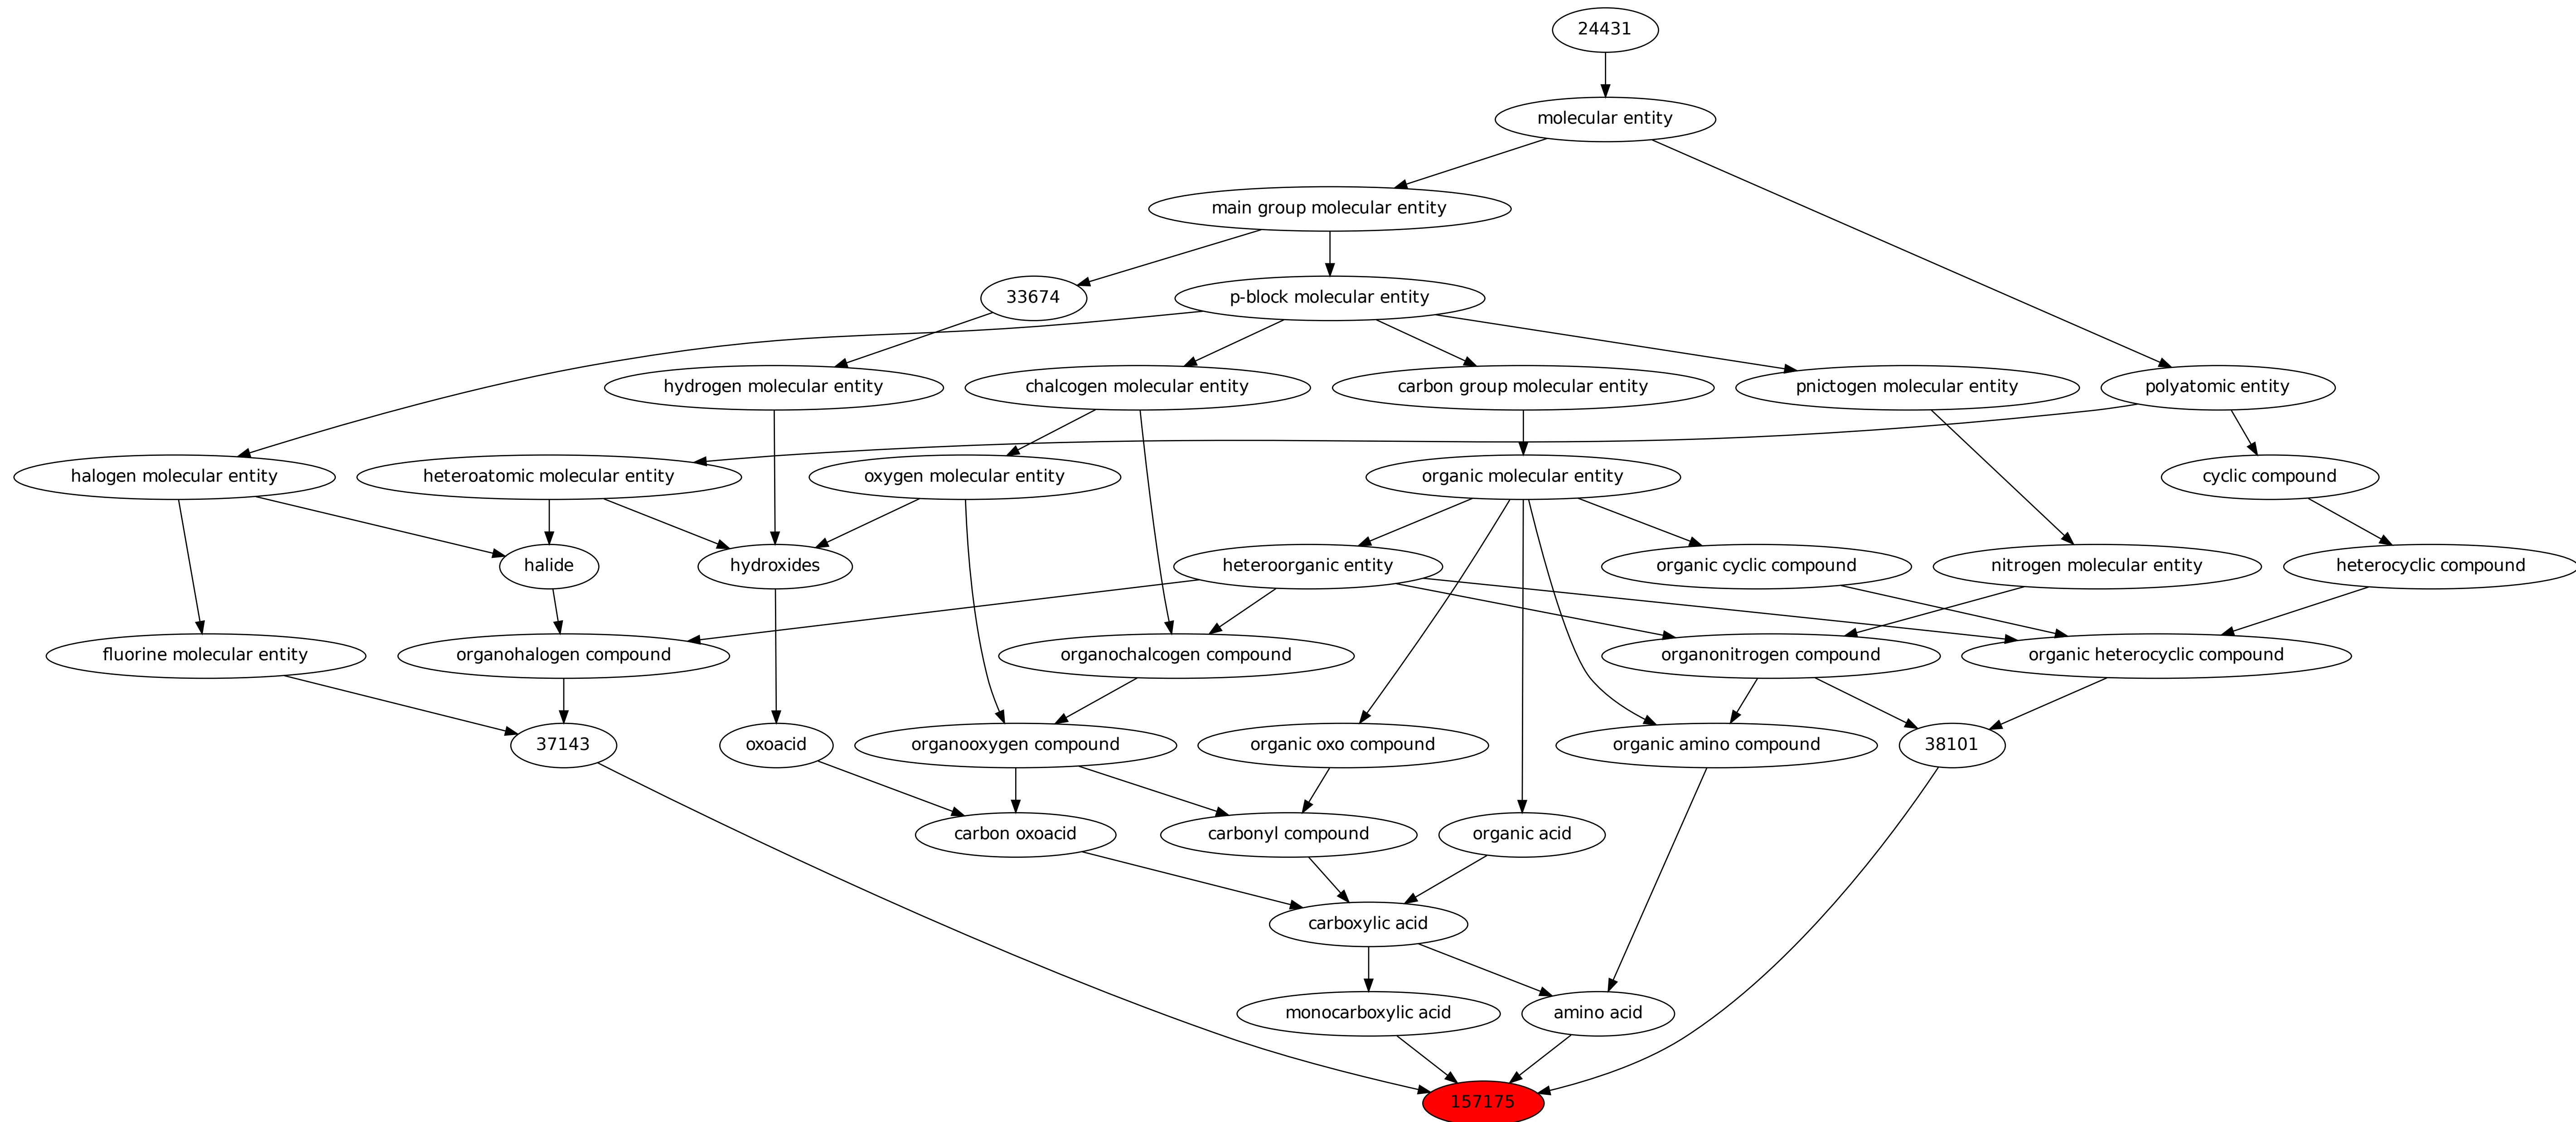 24431
molecular entity
main group molecular entity
33674
p-block molecular entity
hydrogen molecular entity
chalcogen molecular entity
carbon group molecular entity
pnictogen molecular entity
polyatomic entity
halogen molecular entity
heteroatomic molecular entity
oxygen molecular entity
organic molecular entity
cyclic compound
halide
hydroxides
heteroorganic entity
organic cyclic compound
nitrogen molecular entity
heterocyclic compound
fluorine molecular entity
organohalogen compound
organochalcogen compound
organonitrogen compound
organic heterocyclic compound
37143
oxoacid
organooxygen compound
organic oxo compound
organic amino compound
38101
carbon oxoacid
carbonyl compound
organic acid
carboxylic acid
monocarboxylic acid
amino acid
157175